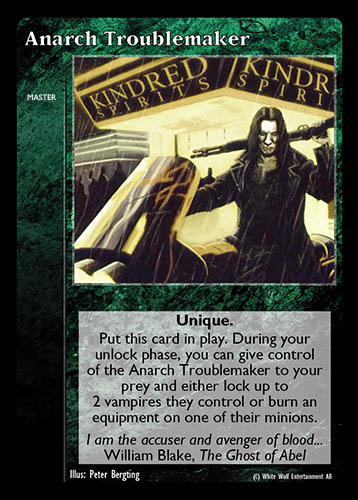 Anarch Troublemaker
MASTER
KINDRED
SPIRITS
KINDR
SPIRI
Unique.
Put this card in play. During your
unlock phase, you can give control
of the Anarch Troublemaker to your
prey and either lock up to
2 vampires they control or burn an
equipment on one of their minions.
I am the accuser and avenger of blood...
William Blake, The Ghost of Abel
Illus: Peter Bergting
(C) White Wolf Entertainment AB